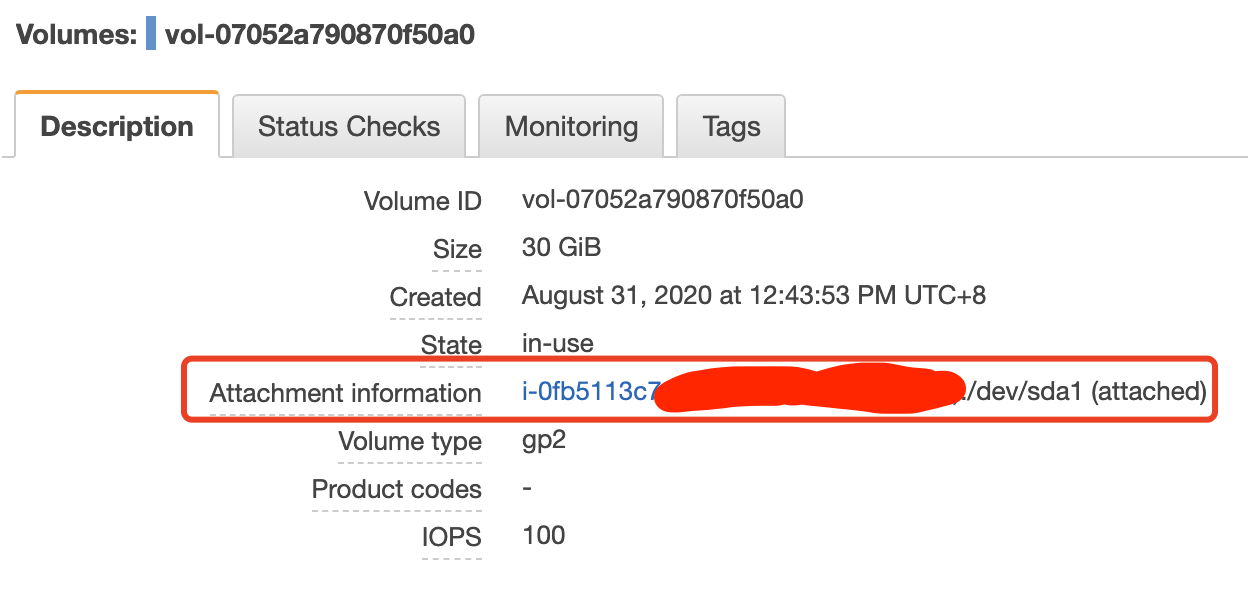 Volumes: vol-07052a790870f50a0
Description Status Checks Monitoring Tags
Volume ID vol-07052a790870f50a0
Size 30 GiB
Created August 31, 2020 at 12:43:53 PM UTC+8
State in-use
Attachment information i-0fb5113c7 :/dev/sda1 (attached)
Volume type gp2
Product codes -
IOPS 100